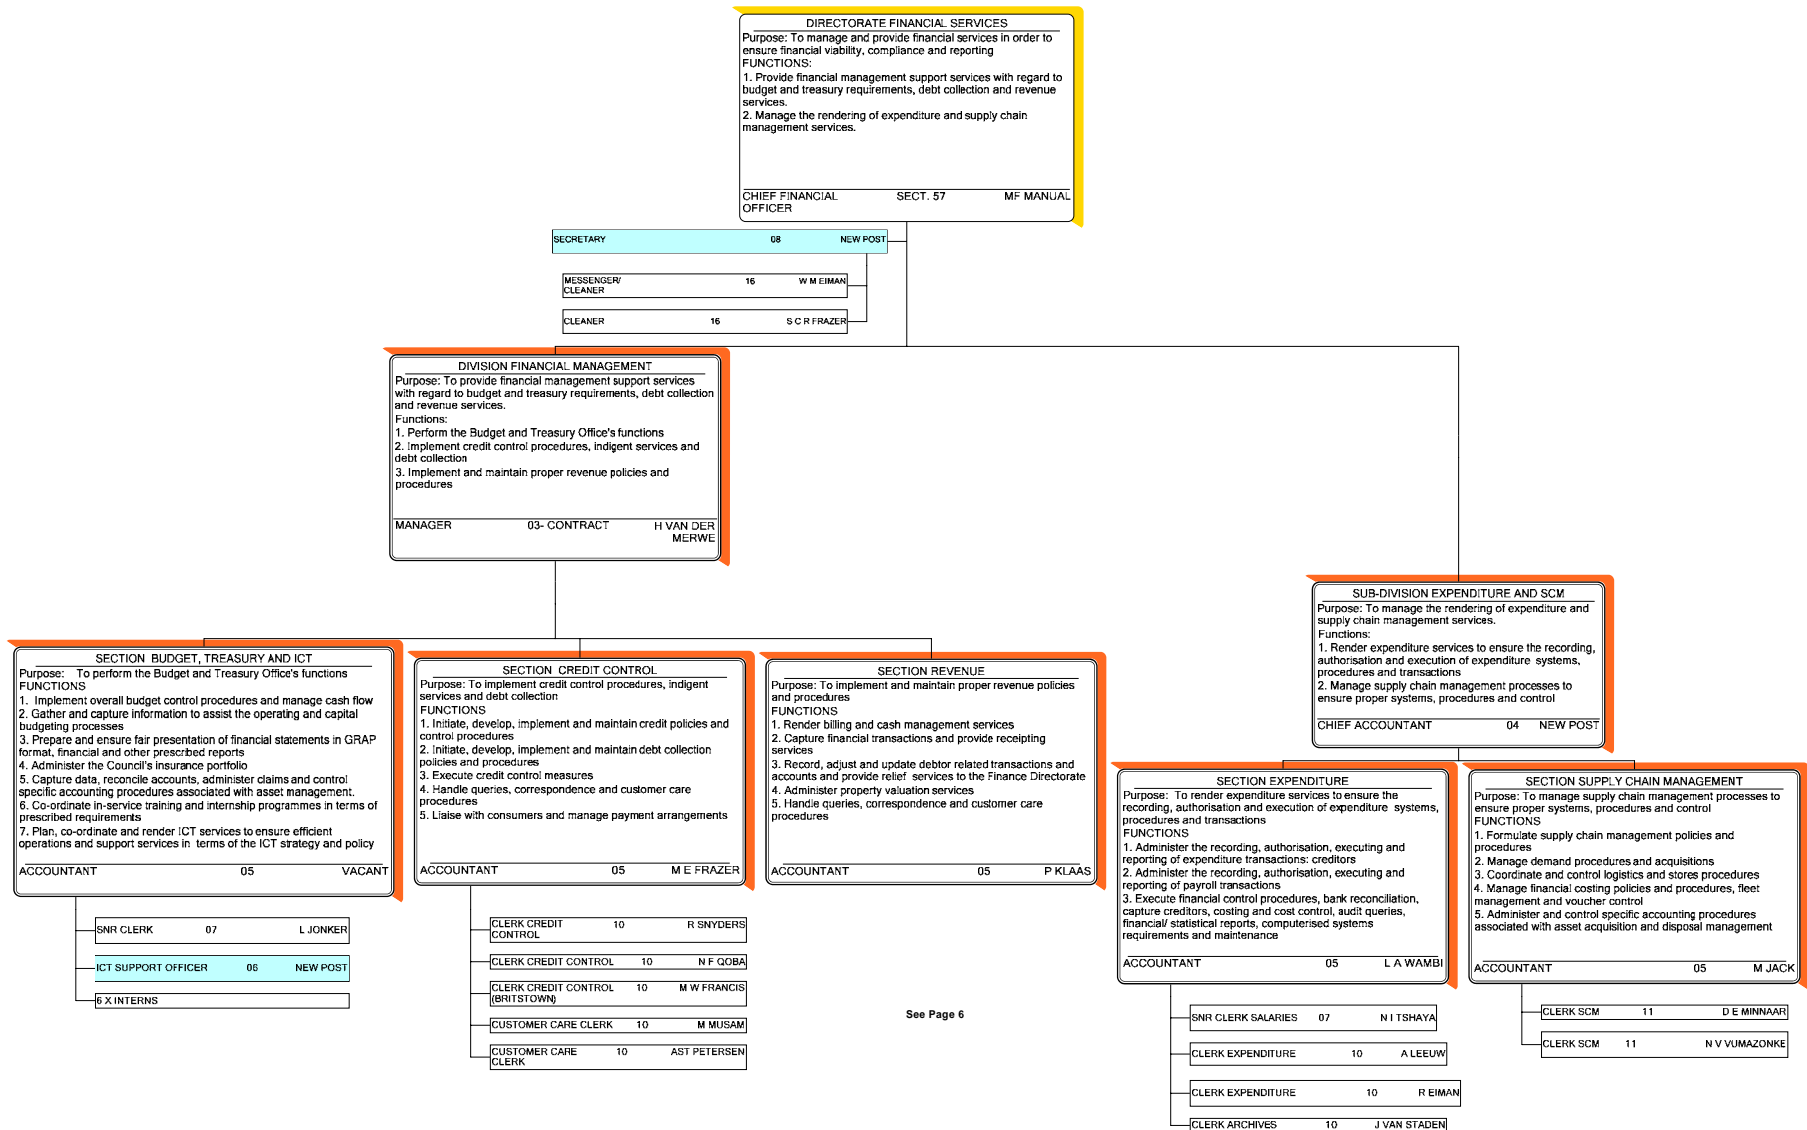 DIRECTORATE FINANCIAL SERVICES
Purpose: To manage and provide financial services in order to
ensure financial viability, compliance and reporting
FUNCTIONS:
1. Provide financial management support services with regard to
budget and treasury requirements, debt collection and revenue
services.
2. Manage the rendering of expenditure and supply chain
management services.
CHIEF FINANCIAL SECT. 57 MF MANUAL
OFFICER
SECRETARY 08 NEW POST
MESSENGER/ 16 W M EIMAN
CLEANER
CLEANER 16 S C R FRAZER
DIVISION FINANCIAL MANAGEMENT
Purpose: To provide financial management support services
with regard to budget and treasury requirements, debt collection
and revenue services.
Functions:
1. Perform the Budget and Treasury Office's functions
2. Implement credit control procedures, indigent services and
debt collection
3. Implement and maintain proper revenue policies and
procedures
MANAGER 03- CONTRACT H VAN DER
MERWE
SUB-DIVISION EXPENDITURE AND SCM
Purpose: To manage the rendering of expenditure and
supply chain management services.
Functions:
1. Render expenditure services to ensure the recording,
authorisation and execution of expenditure systems,
procedures and transactions
2. Manage supply chain management processes to
ensure proper systems, procedures and control
CHIEF ACCOUNTANT 04 NEW POST
SECTION BUDGET, TREASURY AND ICT
Purpose: To perform the Budget and Treasury Office's functions
FUNCTIONS
1. Implement overall budget control procedures and manage cash flow
2. Gather and capture information to assist the operating and capital
budgeting processes
3. Prepare and ensure fair presentation of financial statements in GRAP
format, financial and other prescribed reports
4. Administer the Council's insurance portfolio
5. Capture data, reconcile accounts, administer claims and control
specific accounting procedures associated with asset management.
6. Co-ordinate in-service training and internship programmes in terms of
prescribed requirements
7. Plan, co-ordinate and render ICT services to ensure efficient
operations and support services in terms of the ICT strategy and policy
ACCOUNTANT 05 VACANT
SNR CLERK 07 L JONKER
ICT SUPPORT OFFICER 06 NEW POST
6 X INTERNS
SECTION CREDIT CONTROL
Purpose: To implement credit control procedures, indigent
services and debt collection
FUNCTIONS
1. Initiate, develop, implement and maintain credit policies and
control procedures
2. Initiate, develop, implement and maintain debt collection
policies and procedures
3. Execute credit control measures
4. Handle queries, correspondence and customer care
procedures
5. Liaise with consumers and manage payment arrangements
ACCOUNTANT 05 M E FRAZER
CLERK CREDIT 10 R SNYDERS
CONTROL
CLERK CREDIT CONTROL 10 N F QOBA
CLERK CREDIT CONTROL 10 M W FRANCIS
(BRITSTOWN)
CUSTOMER CARE CLERK 10 M MUSAM
CUSTOMER CARE 10 AST PETERSEN
CLERK
SECTION REVENUE
Purpose: To implement and maintain proper revenue policies
and procedures
FUNCTIONS
1. Render billing and cash management services
2. Capture financial transactions and provide receipting
services
3. Record, adjust and update debtor related transactions and
accounts and provide relief services to the Finance Directorate
4. Administer property valuation services
5. Handle queries, correspondence and customer care
procedures
ACCOUNTANT 05 P KLAAS
See Page 6
SECTION EXPENDITURE
Purpose: To render expenditure services to ensure the
recording, authorisation and execution of expenditure systems,
procedures and transactions
FUNCTIONS
1. Administer the recording, authorisation, executing and
reporting of expenditure transactions: creditors
2. Administer the recording, authorisation, executing and
reporting of payroll transactions
3. Execute financial control procedures, bank reconciliation,
capture creditors, costing and cost control, audit queries,
financial/ statistical reports, computerised systems
requirements and maintenance
ACCOUNTANT 05 L A WAMBI
SNR CLERK SALARIES 07 N I TSHAYA
CLERK EXPENDITURE 10 A LEEUW
CLERK EXPENDITURE 10 R EIMAN
CLERK ARCHIVES 10 J VAN STADEN
SECTION SUPPLY CHAIN MANAGEMENT
Purpose: To manage supply chain management processes to
ensure proper systems, procedures and control
FUNCTIONS
1. Formulate supply chain management policies and
procedures
2. Manage demand procedures and acquisitions
3. Coordinate and control logistics and stores procedures
4. Manage financial costing policies and procedures, fleet
management and voucher control
5. Administer and control specific accounting procedures
associated with asset acquisition and disposal management
ACCOUNTANT 05 M JACK
CLERK SCM 11 D E MINNAAR
CLERK SCM 11 N V VUMAZONKE